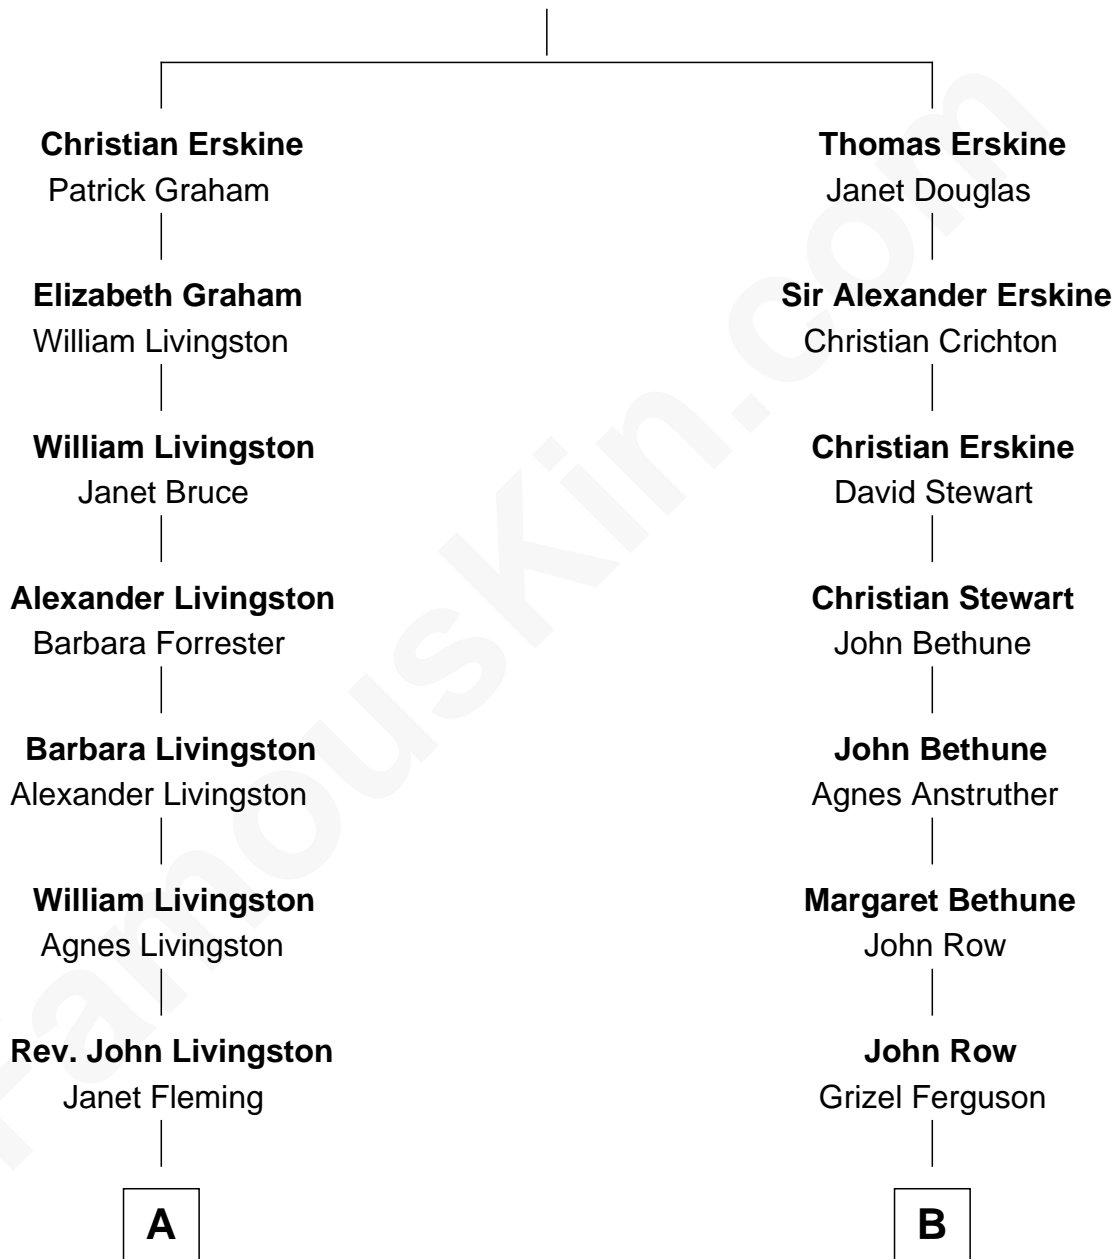 Christian Erskine
Patrick Graham
Elizabeth Graham
William Livingston
William Livingston
Janet Bruce
Alexander Livingston
Barbara Forrester
Barbara Livingston
Alexander Livingston
William Livingston
Agnes Livingston
Rev. John Livingston
Janet Fleming
A
Thomas Erskine
Janet Douglas
Sir Alexander Erskine
Christian Crichton
Christian Erskine
David Stewart
Christian Stewart
John Bethune
John Bethune
Agnes Anstruther
Margaret Bethune
John Row
John Row
Grizel Ferguson
B
FamousKin.com